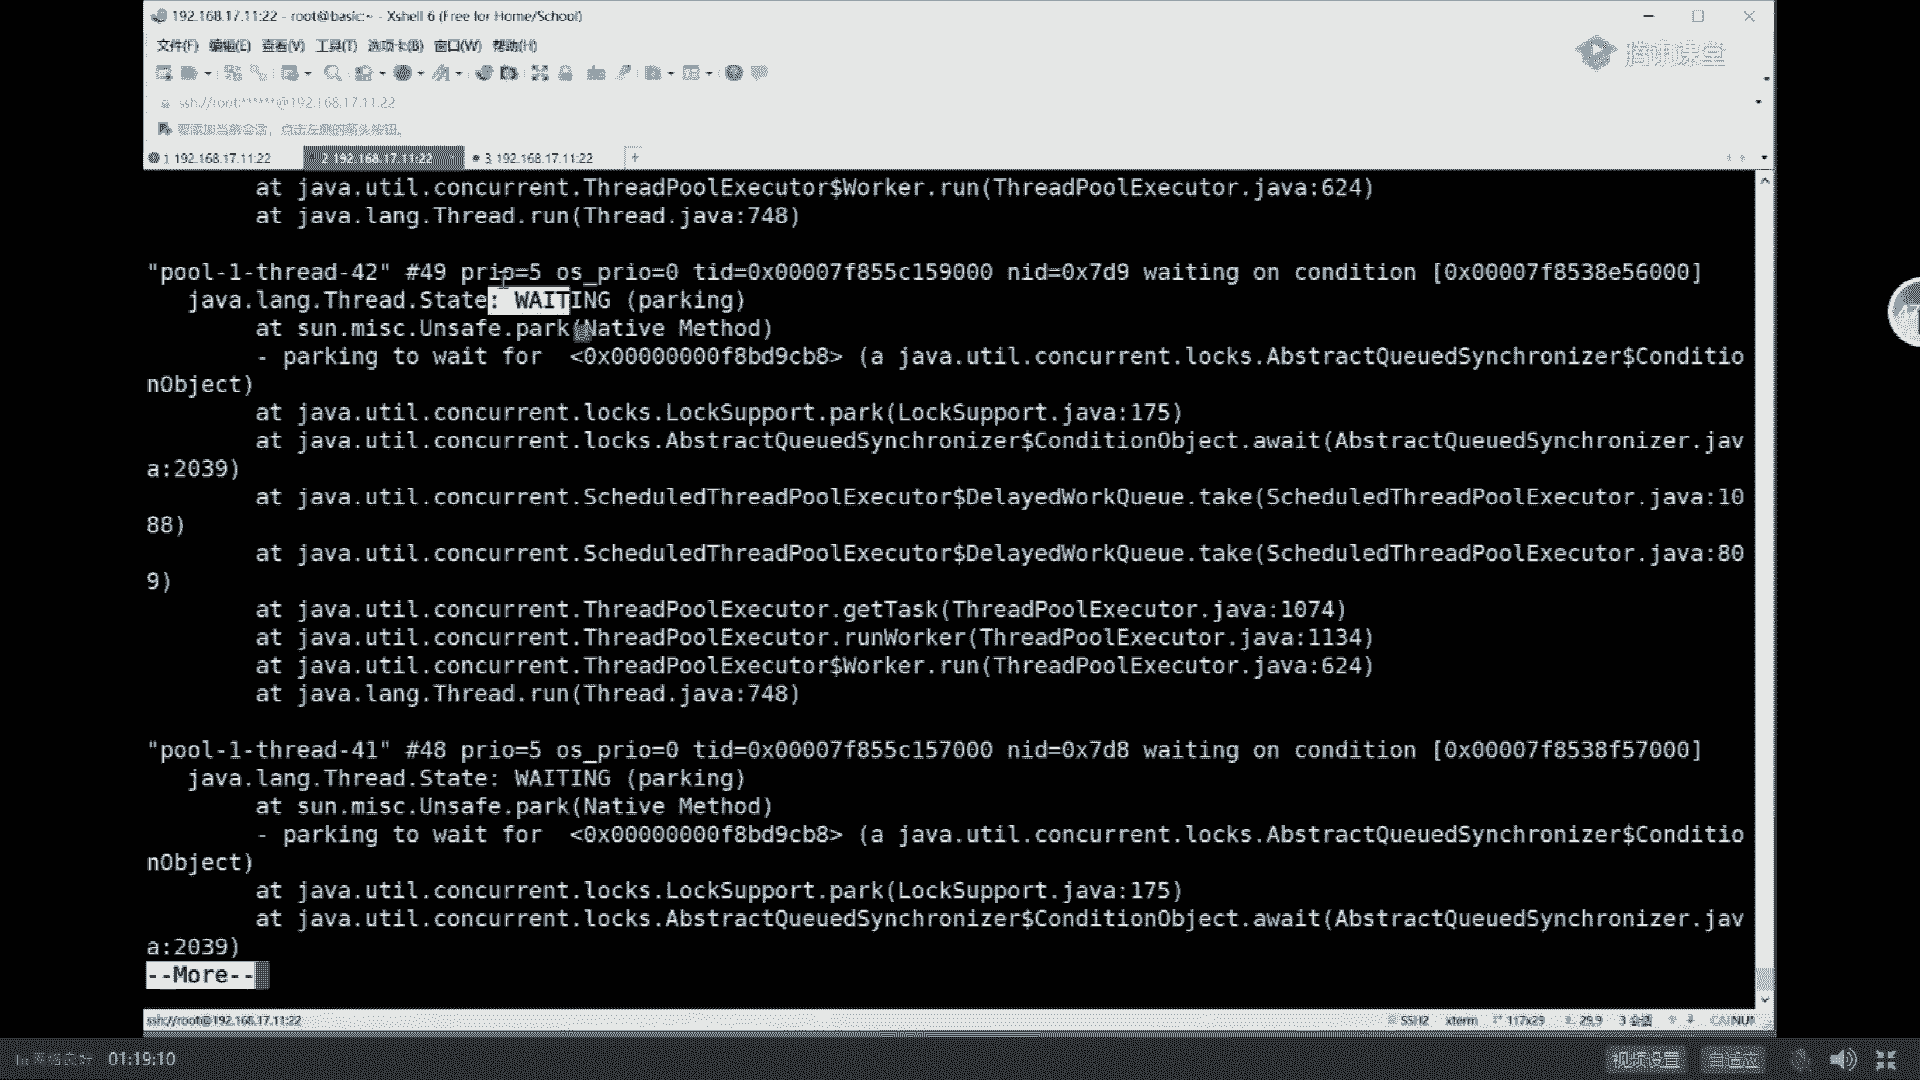 192.168.17.11:22 - root@basic:~ - Xshell 6 (Free for Home/School)
腾讯课堂
文件(F) 编辑(E) 查看(V) 工具(T) 选项卡(B) 窗口(W) 帮助(H)
ssh://root:******@192.168.17.11:22
要添加当前会话，点击左侧的箭头按钮。
1 192.168.17.11:22 2 192.168.17.11:22 3 192.168.17.11:22 +
at java.util.concurrent.ThreadPoolExecutor$Worker.run(ThreadPoolExecutor.java:624)
at java.lang.Thread.run(Thread.java:748)
"pool-1-thread-42" #49 prio=5 os_prio=0 tid=0x00007f855c159000 nid=0x7d9 waiting on condition [0x00007f8538e56000]
java.lang.Thread.State: WAITING (parking)
at sun.misc.Unsafe.park(Native Method)
- parking to wait for  <0x00000000f8bd9cb8> (a java.util.concurrent.locks.AbstractQueuedSynchronizer$Conditio
nObject)
at java.util.concurrent.locks.LockSupport.park(LockSupport.java:175)
at java.util.concurrent.locks.AbstractQueuedSynchronizer$ConditionObject.await(AbstractQueuedSynchronizer.jav
a:2039)
at java.util.concurrent.ScheduledThreadPoolExecutor$DelayedWorkQueue.take(ScheduledThreadPoolExecutor.java:10
88)
at java.util.concurrent.ScheduledThreadPoolExecutor$DelayedWorkQueue.take(ScheduledThreadPoolExecutor.java:80
9)
at java.util.concurrent.ThreadPoolExecutor.getTask(ThreadPoolExecutor.java:1074)
at java.util.concurrent.ThreadPoolExecutor.runWorker(ThreadPoolExecutor.java:1134)
at java.util.concurrent.ThreadPoolExecutor$Worker.run(ThreadPoolExecutor.java:624)
at java.lang.Thread.run(Thread.java:748)
"pool-1-thread-41" #48 prio=5 os_prio=0 tid=0x00007f855c157000 nid=0x7d8 waiting on condition [0x00007f8538f57000]
java.lang.Thread.State: WAITING (parking)
at sun.misc.Unsafe.park(Native Method)
- parking to wait for  <0x00000000f8bd9cb8> (a java.util.concurrent.locks.AbstractQueuedSynchronizer$Conditio
nObject)
at java.util.concurrent.locks.LockSupport.park(LockSupport.java:175)
at java.util.concurrent.locks.AbstractQueuedSynchronizer$ConditionObject.await(AbstractQueuedSynchronizer.jav
a:2039)
--More--
ssh://root@192.168.17.11:22 SSH2 xterm 117x29 29,9 3 会话 CAP NUM
网络良好 01:19:10 视频设置 自适应